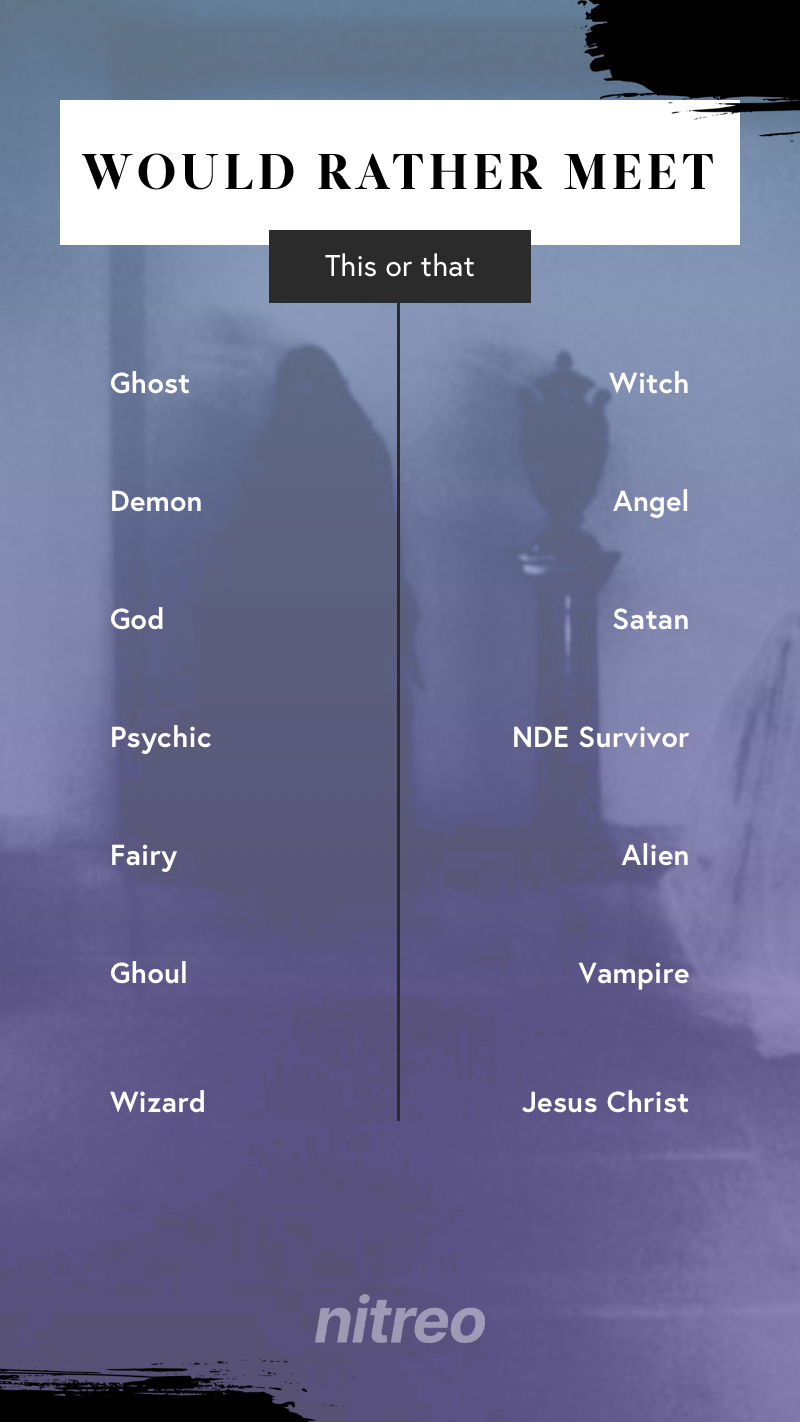 WOULD RATHER MEET
This or that
Ghost Witch
Demon Angel
God Satan
Psychic NDE Survivor
Fairy Alien
Ghoul Vampire
Wizard Jesus Christ
nitreo